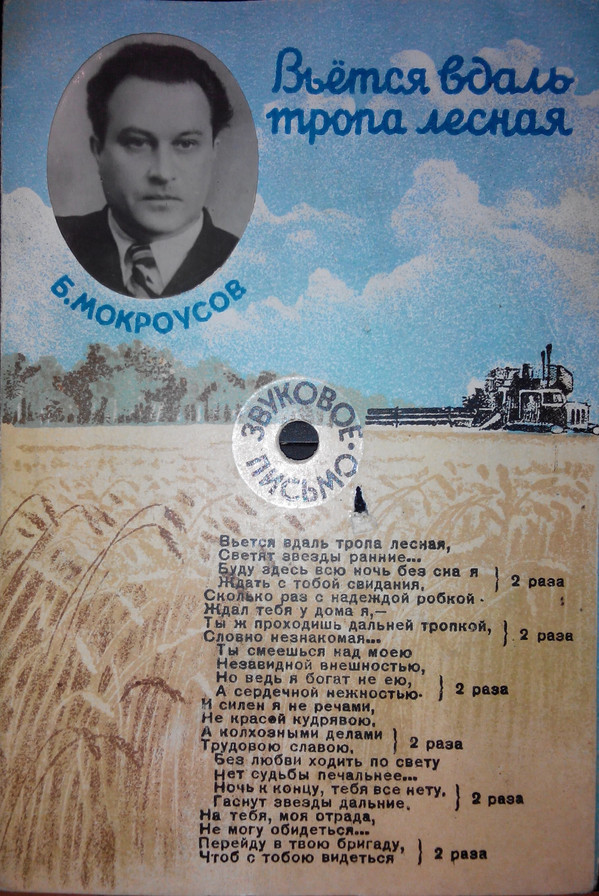 Вьётся вдаль
тропа лесная
Б.МОКРОУСОВ
ЗВУКОВОЕ·
ПИСЬМО·
Вьется вдаль тропа лесная,
Светят звезды ранние...
Буду здесь всю ночь без сна я
Ждать с тобой свидания, } 2 раза
Сколько раз с надеждой робкой
Ждал тебя у дома я,—
Ты ж проходишь дальней тропкой,
Словно незнакомая... } 2 раза
Ты смеешься над моею
Незавидной внешностью,
Но ведь я богат не ею,
А сердечной нежностью. } 2 раза
И силен я не речами,
Не красой кудрявою,
А колхозными делами
Трудовою славою, } 2 раза
Без любви ходить по свету
Нет судьбы печальнее...
Ночь к концу, тебя все нету,
Гаснут звезды дальние. } 2 раза
На тебя, моя отрада,
Не могу обидеться...
Перейду в твою бригаду,
Чтоб с тобою видеться } 2 раза